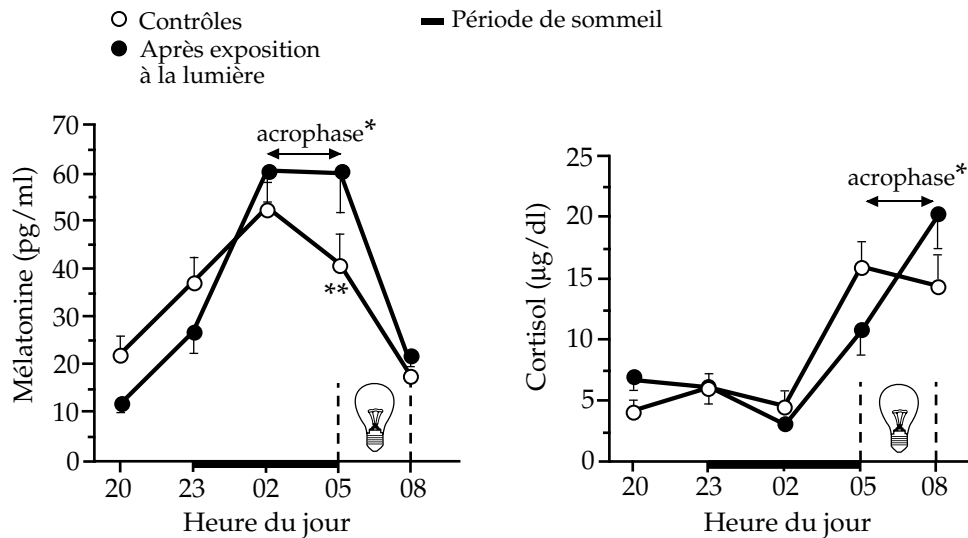 Contrôles
Période de sommeil
Après exposition
à la lumière
70
60
50
40
30
20
10
0
Mélatonine (pg/ml)
acrophase*
**
20 23 02 05 08
Heure du jour
25
20
15
10
5
0
Cortisol (µg/dl)
acrophase*
20 23 02 05 08
Heure du jour